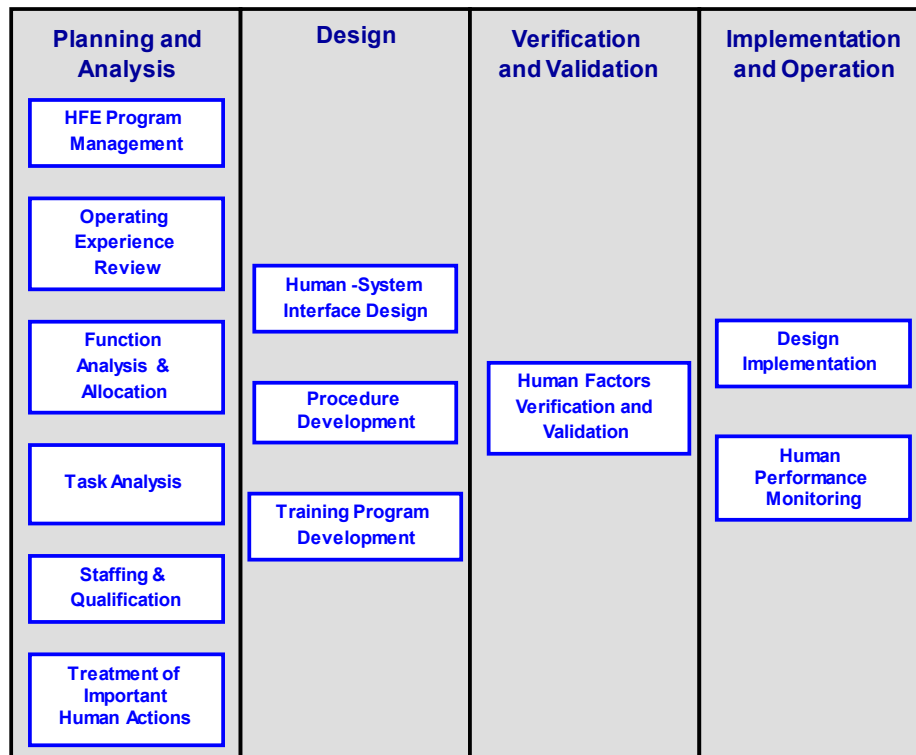 Planning and
Analysis
HFE Program
Management
Operating
Experience
Review
Function
Analysis &
Allocation
Task Analysis
Staffing &
Qualification
Treatment of
Important
Human Actions
Design
Human -System
Interface Design
Procedure
Development
Training Program
Development
Verification
and Validation
Human Factors
Verification and
Validation
Implementation
and Operation
Design
Implementation
Human
Performance
Monitoring